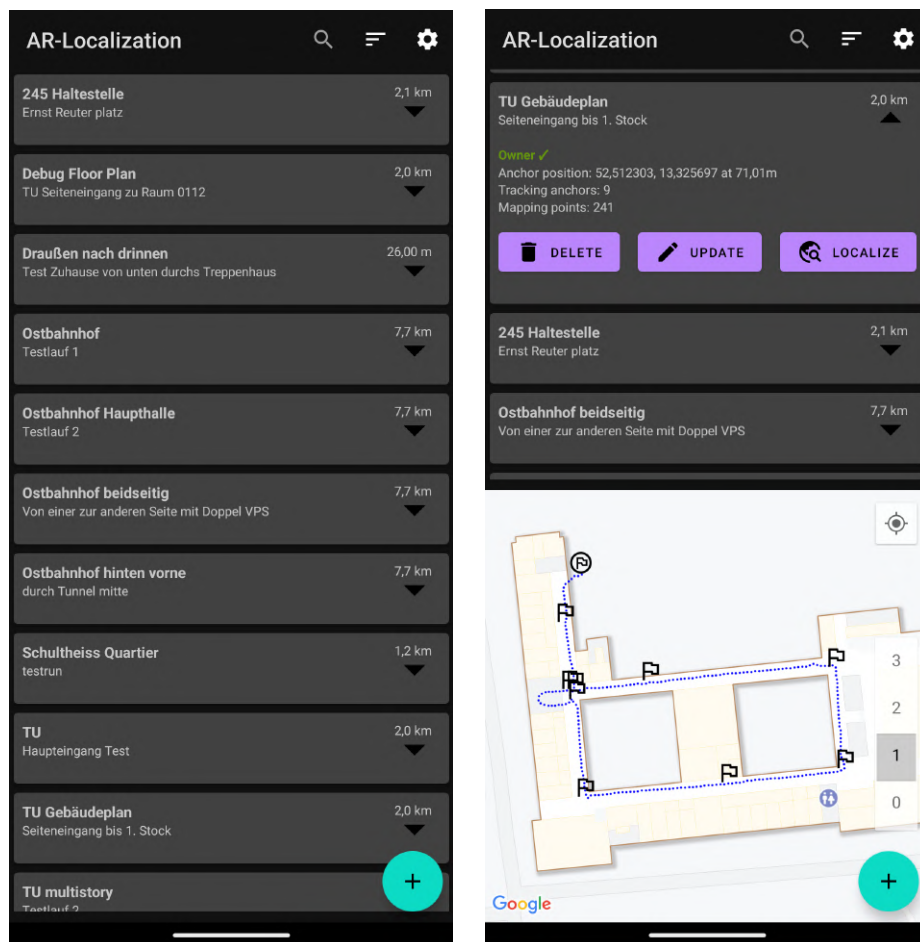 AR-Localization
245 Haltestelle
2,1 km
Ernst Reuter platz
Debug Floor Plan
2,0 km
TU Seiteneingang zu Raum 0112
Draußen nach drinnen
26,00 m
Test Zuhause von unten durchs Treppenhaus
Ostbahnhof
7,7 km
Testlauf 1
Ostbahnhof Haupthalle
7,7 km
Testlauf 2
Ostbahnhof beidseitig
7,7 km
Von einer zur anderen Seite mit Doppel VPS
Ostbahnhof hinten vorne
7,7 km
durch Tunnel mitte
Schultheiss Quartier
1,2 km
testrun
TU
2,0 km
Haupteingang Test
TU Gebäudeplan
2,0 km
Seiteneingang bis 1. Stock
TU multistory
Testlauf 2
+
AR-Localization
TU Gebäudeplan
2,0 km
Seiteneingang bis 1. Stock
Owner ✓
Anchor position: 52,512303, 13,325697 at 71,01m
Tracking anchors: 9
Mapping points: 241
DELETE
UPDATE
LOCALIZE
245 Haltestelle
2,1 km
Ernst Reuter platz
Ostbahnhof beidseitig
7,7 km
Von einer zur anderen Seite mit Doppel VPS
3
2
1
0
+
Google